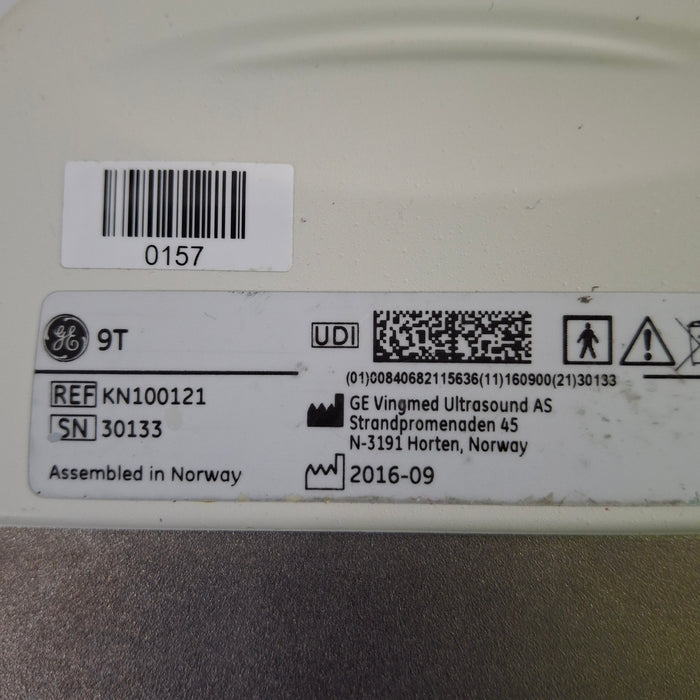 0157
GE 9T
UDI
(01)00840682115636(11)160900(21)30133
REF KN100121
SN 30133
Assembled in Norway
GE Vingmed Ultrasound AS
Strandpromenaden 45
N-3191 Horten, Norway
2016-09